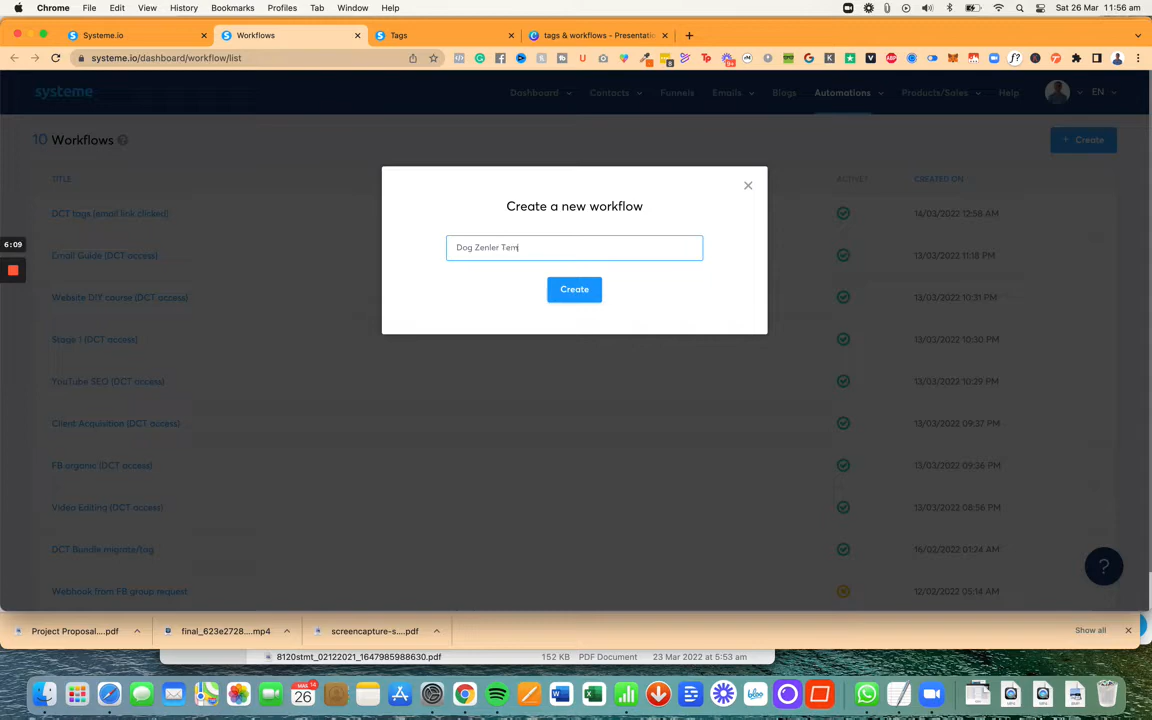 Chrome File Edit View History Bookmarks Profiles Tab Window Help Sat 26 Mar 11:56 am
Systeme.io Workflows Tags tags & workflows - Presentatio
systeme.io/dashboard/workflow/list
systeme Dashboard Contacts Funnels Emails Blogs Automations Products/Sales Help EN
10 Workflows
+ Create
TITLE ACTIVE? CREATED ON
Create a new workflow
Dog Zenler Tem
Create
6:09
DCT tags (email link clicked) 14/03/2022 12:58 AM
Email Guide (DCT access) 13/03/2022 11:18 PM
Website DIY course (DCT access) 13/03/2022 10:31 PM
Stage 1 (DCT access) 13/03/2022 10:30 PM
YouTube SEO (DCT access) 13/03/2022 10:29 PM
Client Acquisition (DCT access) 13/03/2022 09:37 PM
FB organic (DCT access) 13/03/2022 09:36 PM
Video Editing (DCT access) 13/03/2022 08:56 PM
DCT Bundle migrate/tag 16/02/2022 01:24 AM
Webhook from FB group request 12/02/2022 05:14 AM
?
Project Proposal....pdf final_623e2728....mp4 screencapture-s....pdf Show all
8120stmt_02122021_1647985988630.pdf 152 KB PDF Document 23 Mar 2022 at 5:53 am